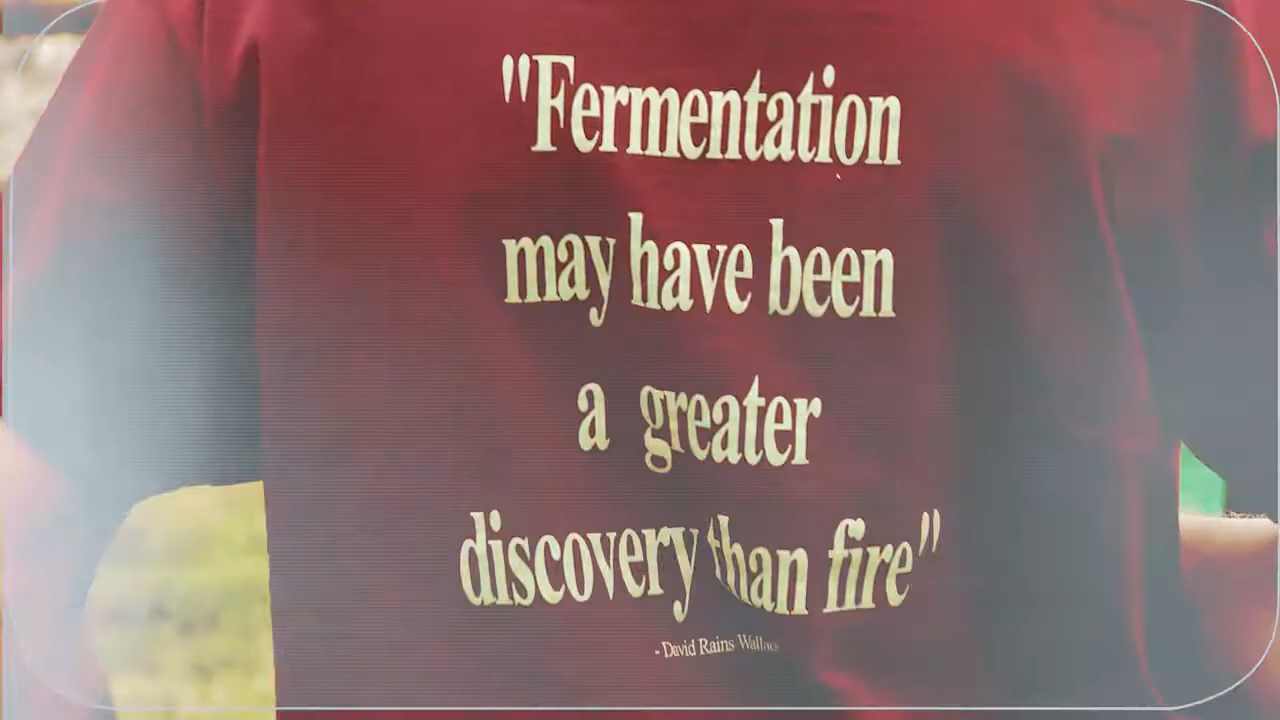 "Fermentation
may have been
a greater
discovery than fire"
- David Rains Wallace